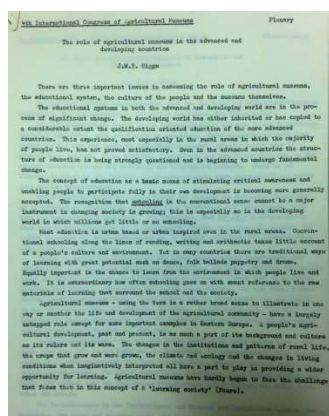 4th International Congress of Agricultural Museums Plenary
The role of agricultural museums in the advanced and
developing countries
J.W.Y. Higgs
There are three important issues in assessing the role of agricultural museums,
the educational system, the culture of the people and the museums themselves.
The educational systems in both the advanced and developing world are in the pro-
cess of significant change. The developing world has either inherited or has copied to
a considerable extent the qualification oriented education of the more advanced
countries. This experience, most especially in the rural areas in which the majority
of people live, has not proved satisfactory. Even in the advanced countries the struc-
ture of education is being strongly questioned and is beginning to undergo fundamental
change.
The concept of education as a basic means of stimulating critical awareness and
enabling people to participate fully in their own development is becoming more generally
accepted. The recognition that schooling in the conventional sense cannot be a major
instrument in changing society is growing; this is especially so in the developing
world in which millions get little or no schooling.
Most education is urban based or urban inspired even in the rural areas. Conven-
tional schooling along the lines of reading, writing and arithmetic takes little account
of a people's culture and environment. Yet in many countries there are traditional ways
of learning with great potential such as dance, folk ballads puppetry and drama.
Equally important is the chance to learn from the environment in which people live and
work. It is extraordinary how often schooling goes on with scant reference to the raw
materials of learning that surround the school and the society.
Agricultural museums - using the term in a rather broad sense to illustrate in one
way or another the life and development of the agricultural community - have a largely
untapped role except for some important examples in Eastern Europe. A people's agri-
cultural development, past and present, is as much a part of its background and culture
as its rulers and its wars. The changes in the institutions and patterns of rural life,
the crops that grow and were grown, the climate and ecology and the changes in living
conditions when imaginatively interpreted all have a part to play in providing a wider
opportunity for learning. Agricultural museums have hardly begun to face the challenge
that faces them in this concept of a 'learning society' (Faure).